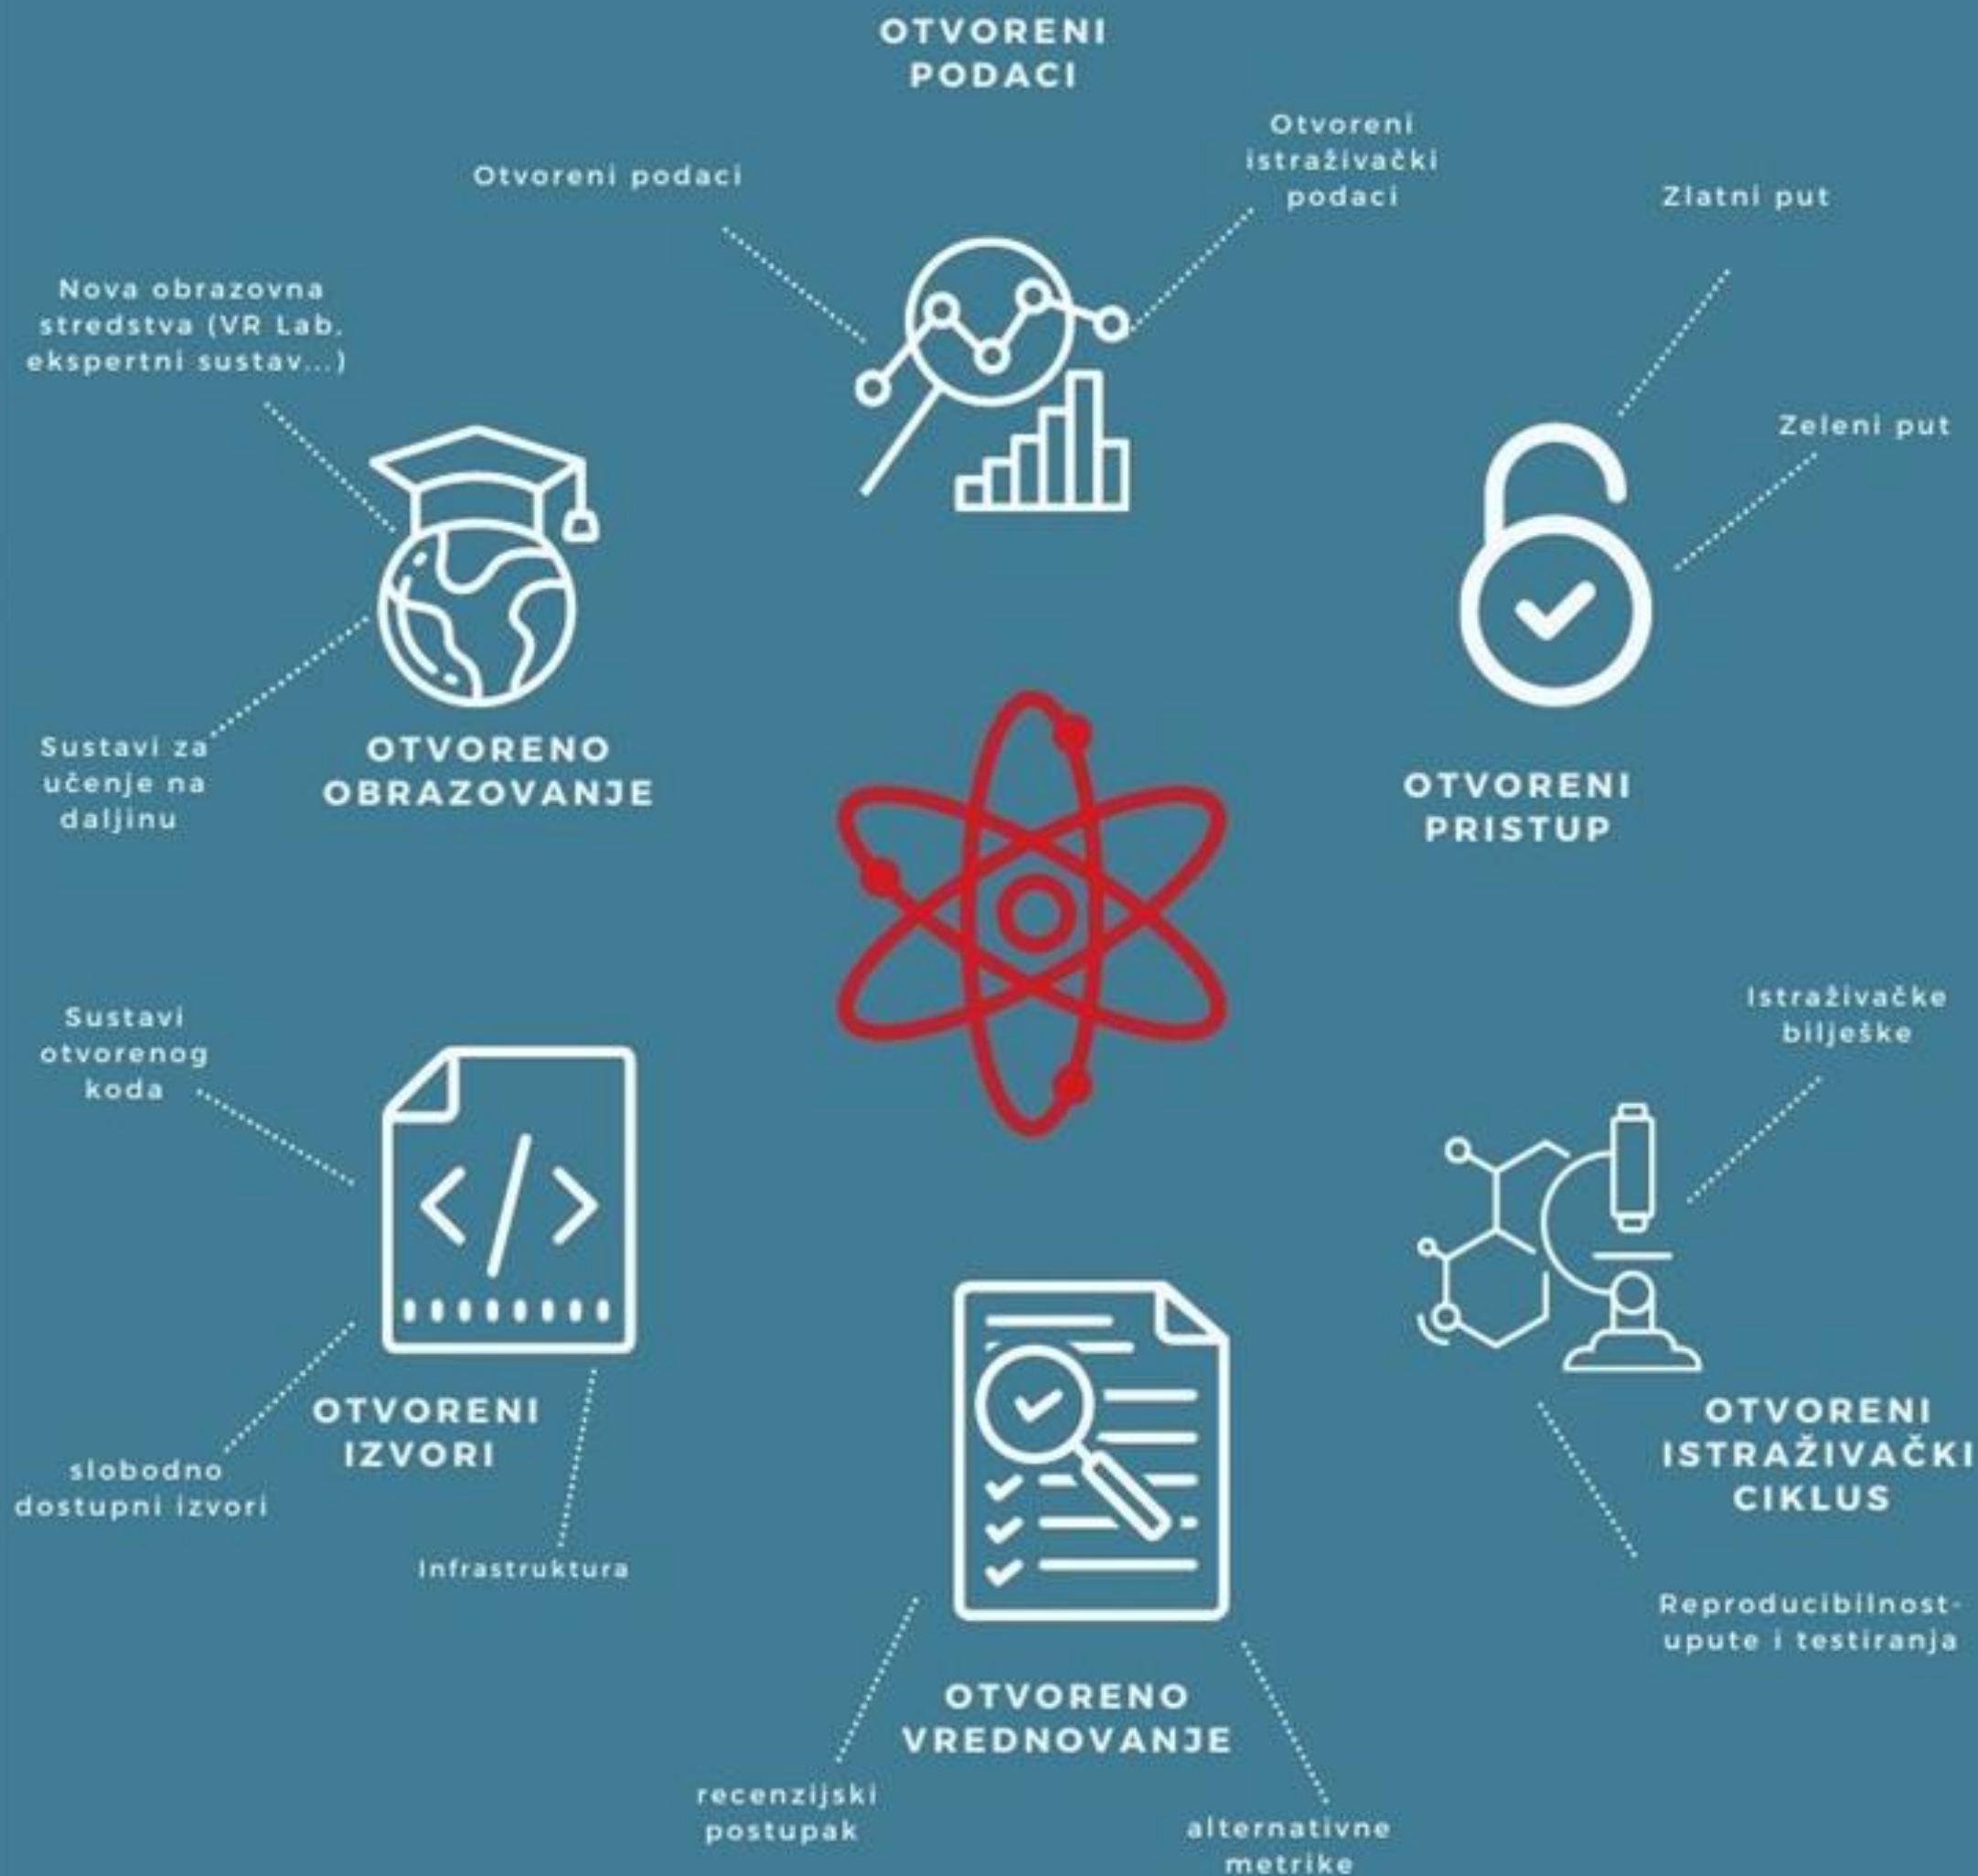 OTVORENI
PODACI
Otvoreni podaci
Otvoreni
istraživački
podaci
Zlatni put
Zeleni put
OTVORENI
PRISTUP
Nova obrazovna
stredstva (VR Lab,
ekspertni sustav...)
Sustavi za
učenje na
daljinu
OTVORENO
OBRAZOVANJE
Sustavi
otvorenog
koda
OTVORENI
IZVORI
slobodno
dostupni izvori
Infrastruktura
Istraživačke
bilješke
OTVORENI
ISTRAŽIVAČKI
CIKLUS
Reproducibilnost-
upute i testiranja
OTVORENO
VREDNOVANJE
recenzijski
postupak
alternativne
metrike